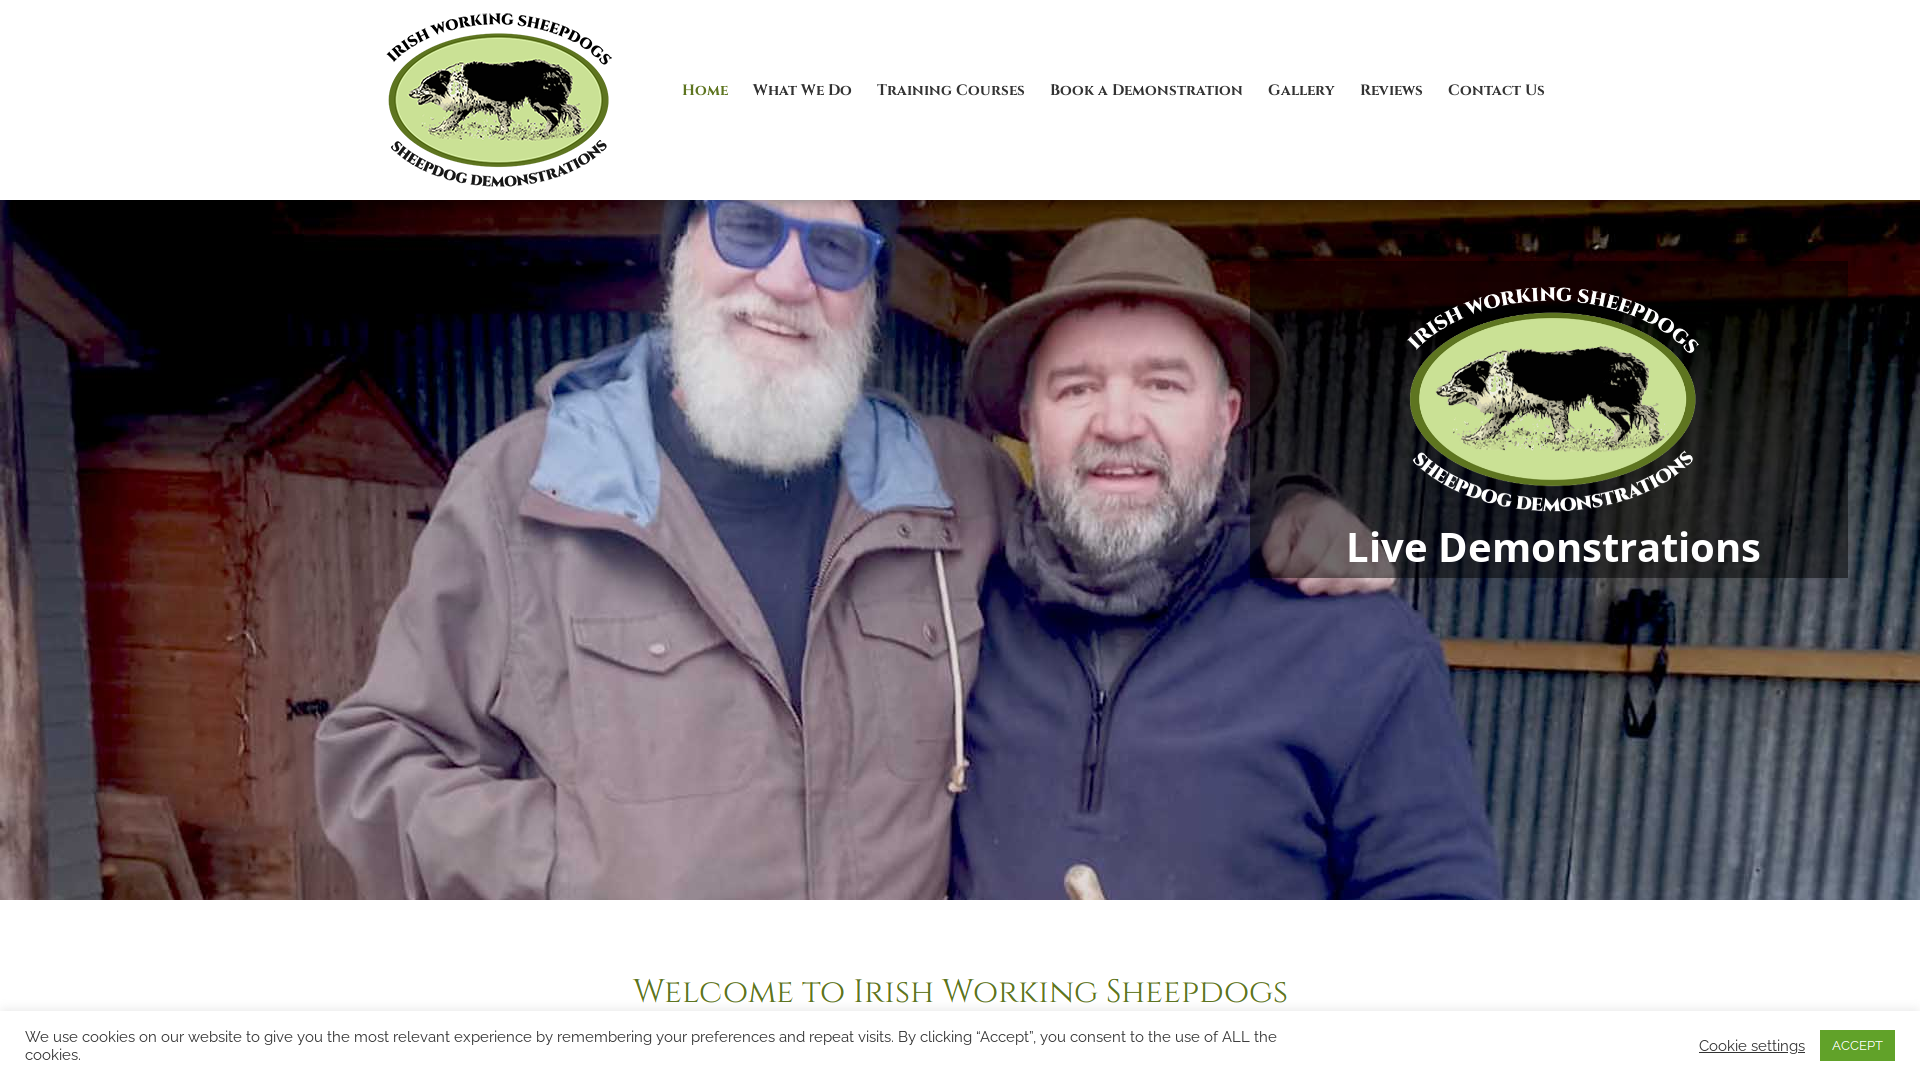 IRISH WORKING SHEEPDOGS
SHEEPDOG DEMONSTRATIONS
Home What We Do Training Courses Book a Demonstration Gallery Reviews Contact Us
IRISH WORKING SHEEPDOGS
SHEEPDOG DEMONSTRATIONS
Live Demonstrations
Welcome to Irish Working Sheepdogs
We use cookies on our website to give you the most relevant experience by remembering your preferences and repeat visits. By clicking “Accept”, you consent to the use of ALL the
cookies.
Cookie settings ACCEPT